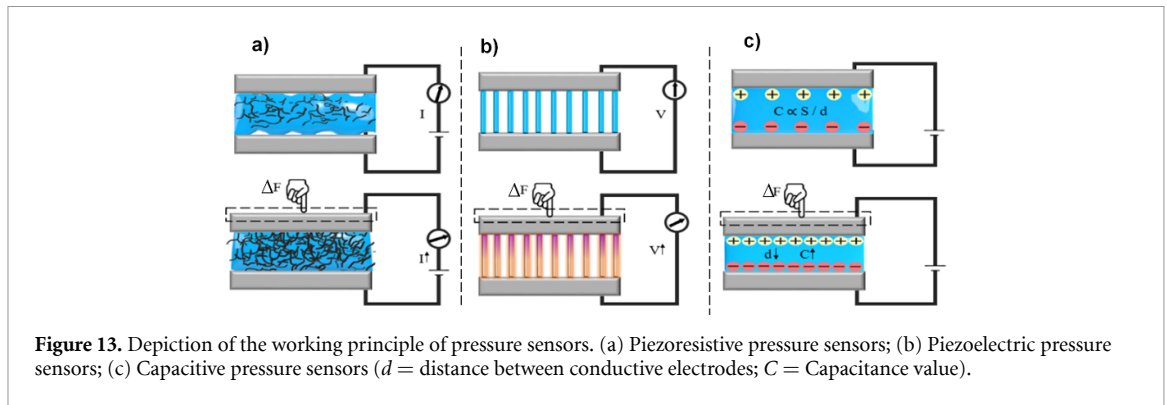 a)
b)
c)
I
V
C ∝ S / d
ΔF
ΔF
ΔF
I↑
V↑
d↓ C↑
Figure 13. Depiction of the working principle of pressure sensors. (a) Piezoresistive pressure sensors; (b) Piezoelectric pressure
sensors; (c) Capacitive pressure sensors (d = distance between conductive electrodes; C = Capacitance value).